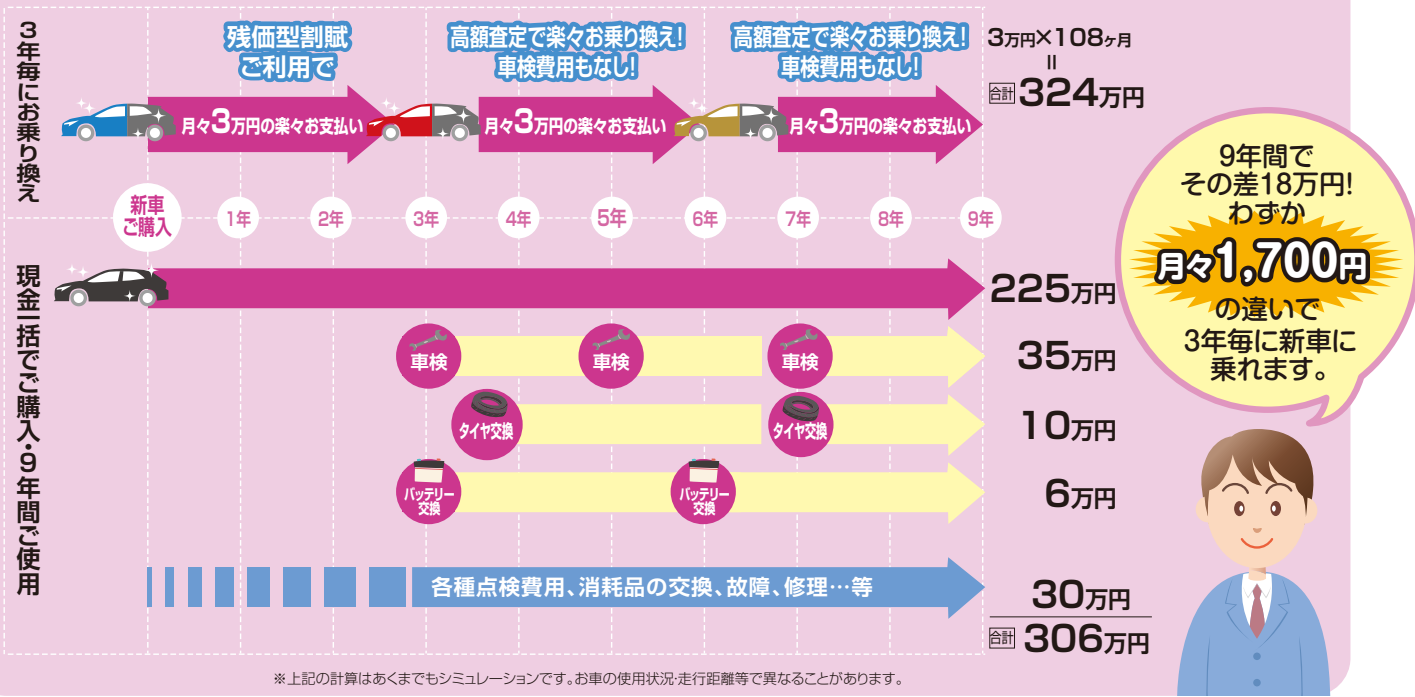 3年毎にお乗り換え
残価型割賦
ご利用で
高額査定で楽々お乗り換え!
車検費用もなし!
高額査定で楽々お乗り換え!
車検費用もなし!
月々3万円の楽々お支払い
月々3万円の楽々お支払い
月々3万円の楽々お支払い
3万円×108ヶ月
=
合計324万円
新車
ご購入
1年
2年
3年
4年
5年
6年
7年
8年
9年
現金一括でご購入・9年間ご使用
225万円
車検
車検
車検
35万円
タイヤ交換
タイヤ交換
10万円
バッテリー
交換
バッテリー
交換
6万円
各種点検費用、消耗品の交換、故障、修理…等
30万円
合計306万円
9年間で
その差18万円!
わずか
月々1,700円
の違いで
3年毎に新車に
乗れます。
※上記の計算はあくまでもシミュレーションです。お車の使用状況・走行距離等で異なることがあります。